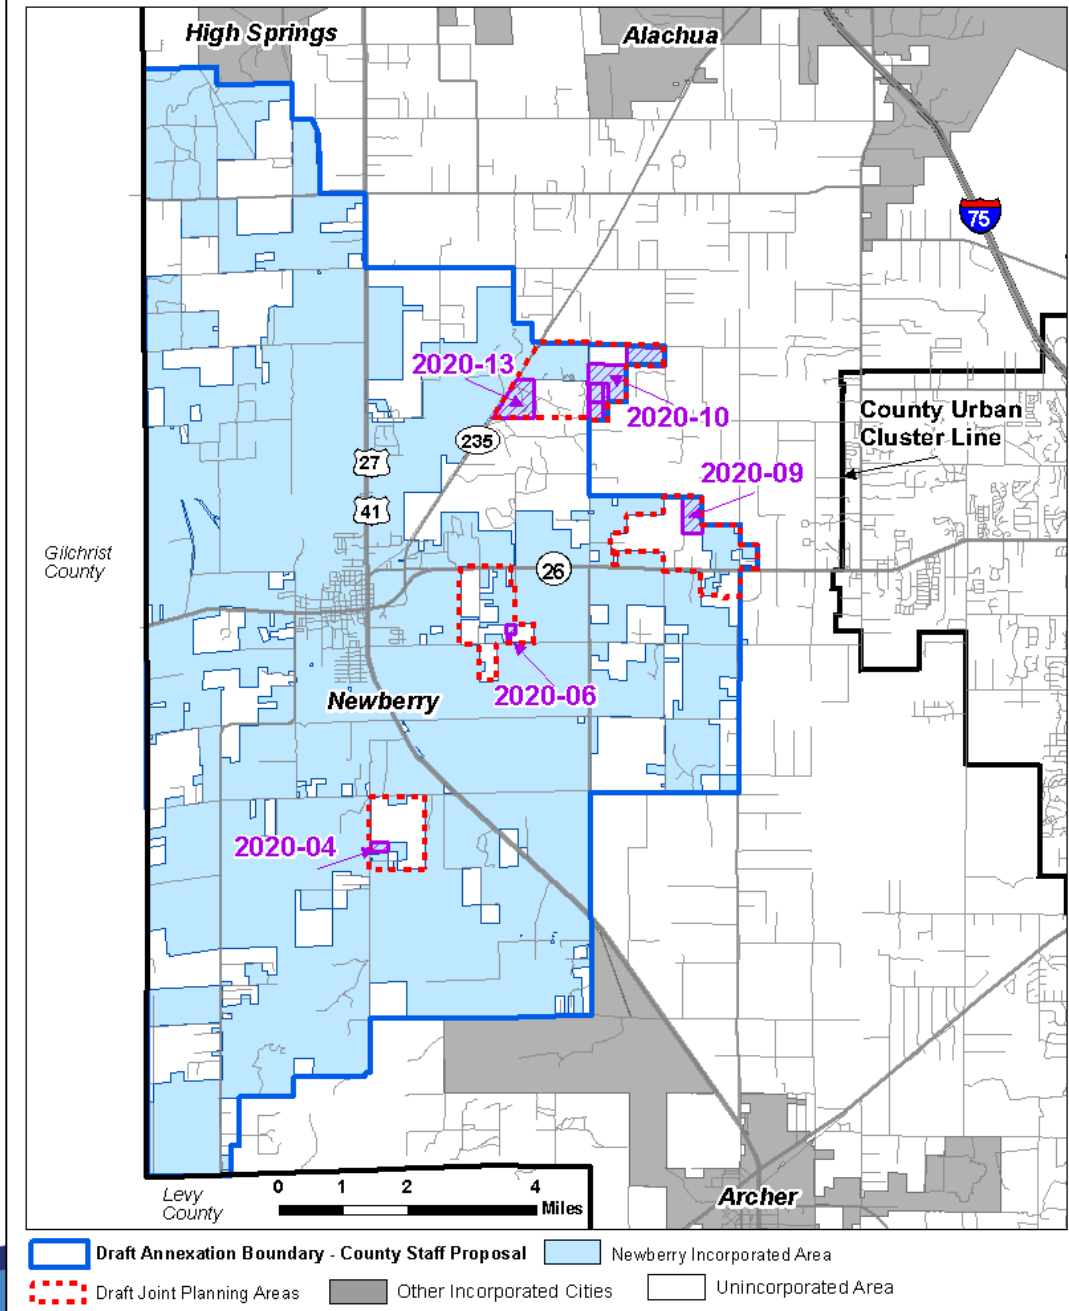 High Springs
Alachua
75
2020-13
2020-10
County Urban
Cluster Line
235
27
2020-09
41
Gilchrist
County
26
Newberry
2020-06
2020-04
Levy
County
0 1 2 4
Miles
Archer
Draft Annexation Boundary - County Staff Proposal
Newberry Incorporated Area
Draft Joint Planning Areas
Other Incorporated Cities
Unincorporated Area